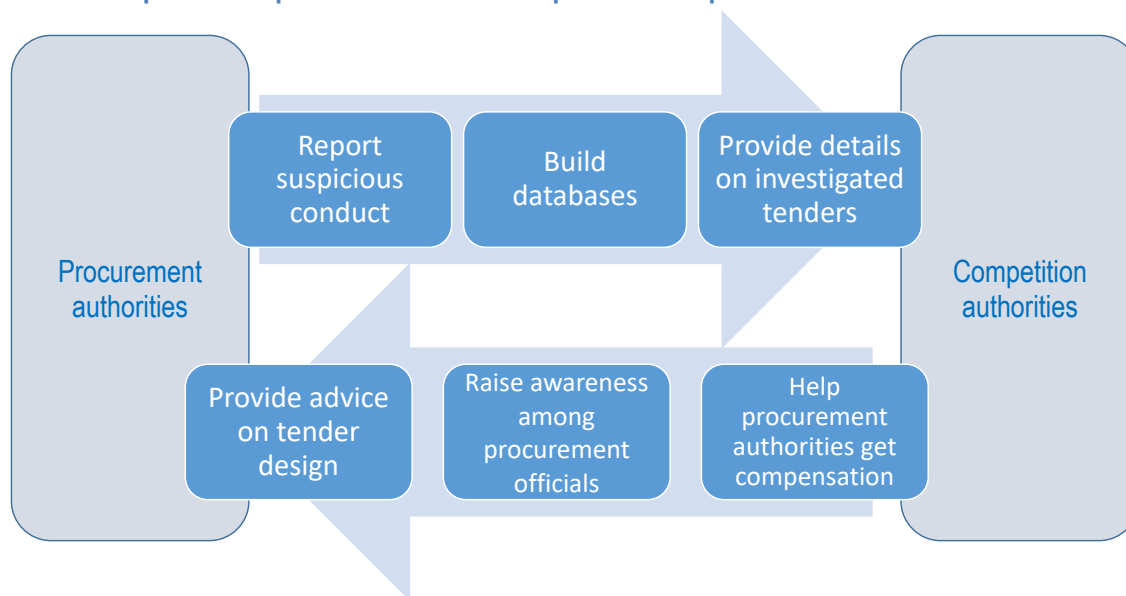 Report
suspicious
conduct
Build
databases
Provide details
on investigated
tenders
Procurement
authorities
Competition
authorities
Provide advice
on tender
design
Raise awareness
among
procurement
officials
Help
procurement
authorities get
compensation